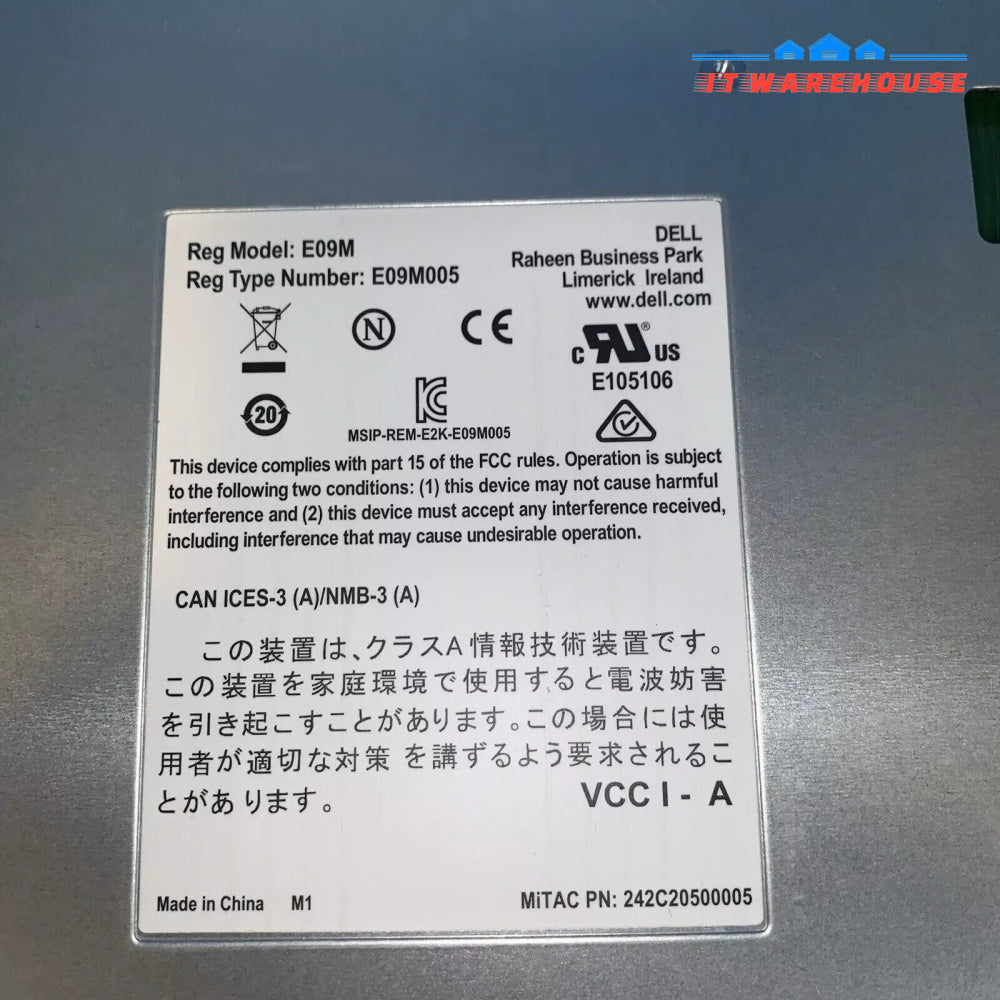 IT WAREHOUSE
Reg Model: E09M
Reg Type Number: E09M005
DELL
Raheen Business Park
Limerick Ireland
www.dell.com
N
CE
c RU ® US
E105106
20
MSIP-REM-E2K-E09M005
This device complies with part 15 of the FCC rules. Operation is subject
to the following two conditions: (1) this device may not cause harmful
interference and (2) this device must accept any interference received,
including interference that may cause undesirable operation.
CAN ICES-3 (A)/NMB-3 (A)
この装置は、クラスA情報技術装置です。
この装置を家庭環境で使用すると電波妨害
を引き起こすことがあります。この場合には使
用者が適切な対策 を講ずるよう要求されるこ
とがあ ります。
VCC I - A
Made in China M1
MiTAC PN: 242C20500005